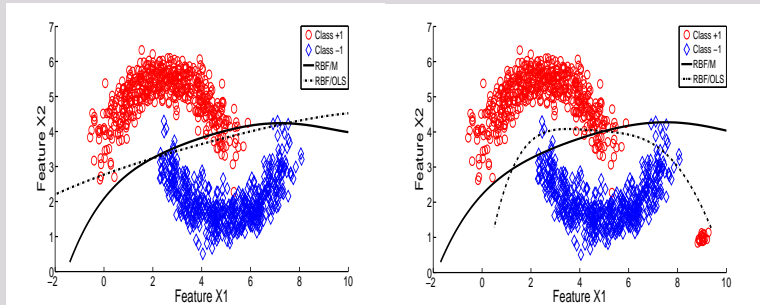 7
6
5
4
3
2
1
0
−2 0 2 4 6 8 10
Feature X1
Feature X2
Class +1
Class −1
RBF/M
RBF/OLS
7
6
5
4
3
2
1
0
−2 0 2 4 6 8 10
Feature X1
Feature X2
Class +1
Class −1
RBF/M
RBF/OLS